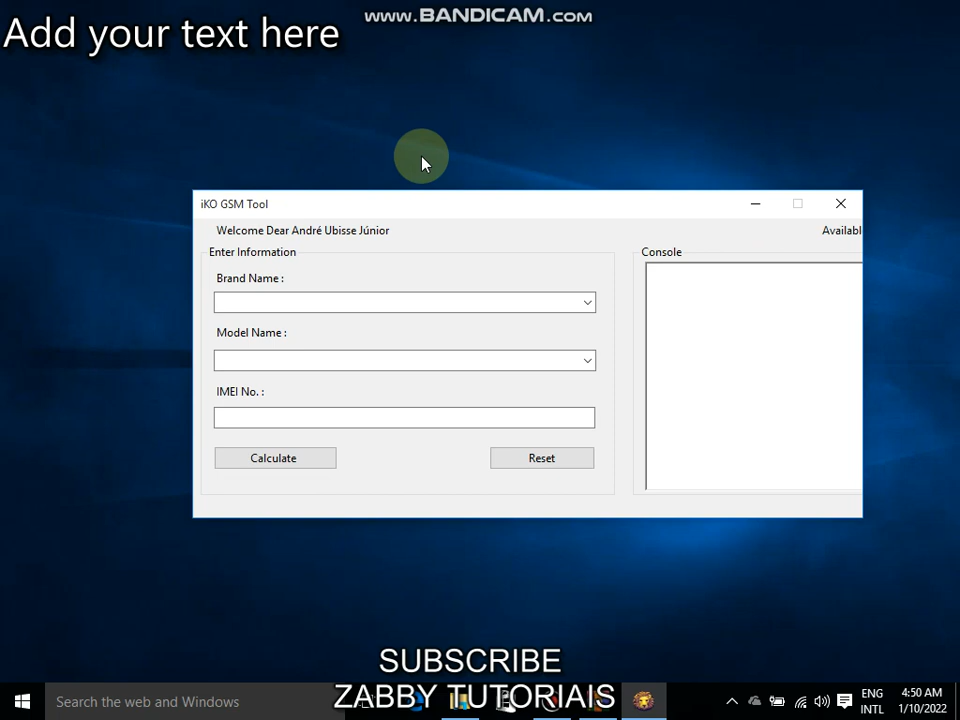 www.BANDICAM.com
Add your text here
iKO GSM Tool
Welcome Dear André Ubisse Júnior
Availabl
Enter Information
Console
Brand Name :
Model Name :
IMEI No. :
Calculate
Reset
SUBSCRIBE
ZABBY TUTORIAIS
Search the web and Windows
ENG
INTL
4:50 AM
1/10/2022